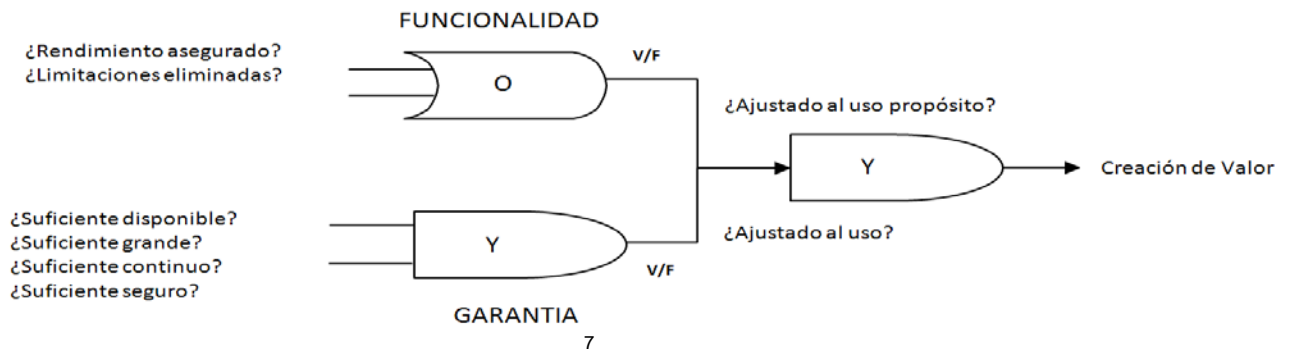 FUNCIONALIDAD
¿Rendimiento asegurado?
¿Limitaciones eliminadas?
O
V/F
¿Ajustado al uso propósito?
Y
Creación de Valor
¿Suficiente disponible?
¿Suficiente grande?
¿Suficiente continuo?
¿Suficiente seguro?
Y
¿Ajustado al uso?
V/F
GARANTIA
7